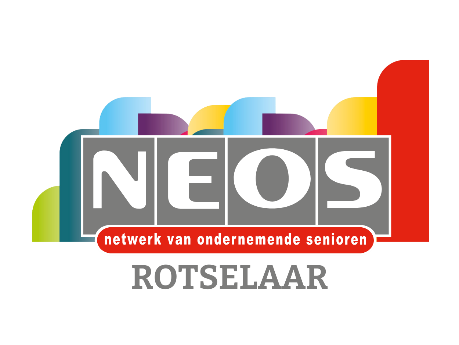 NEOS
netwerk van ondernemende senioren
ROTSELAAR